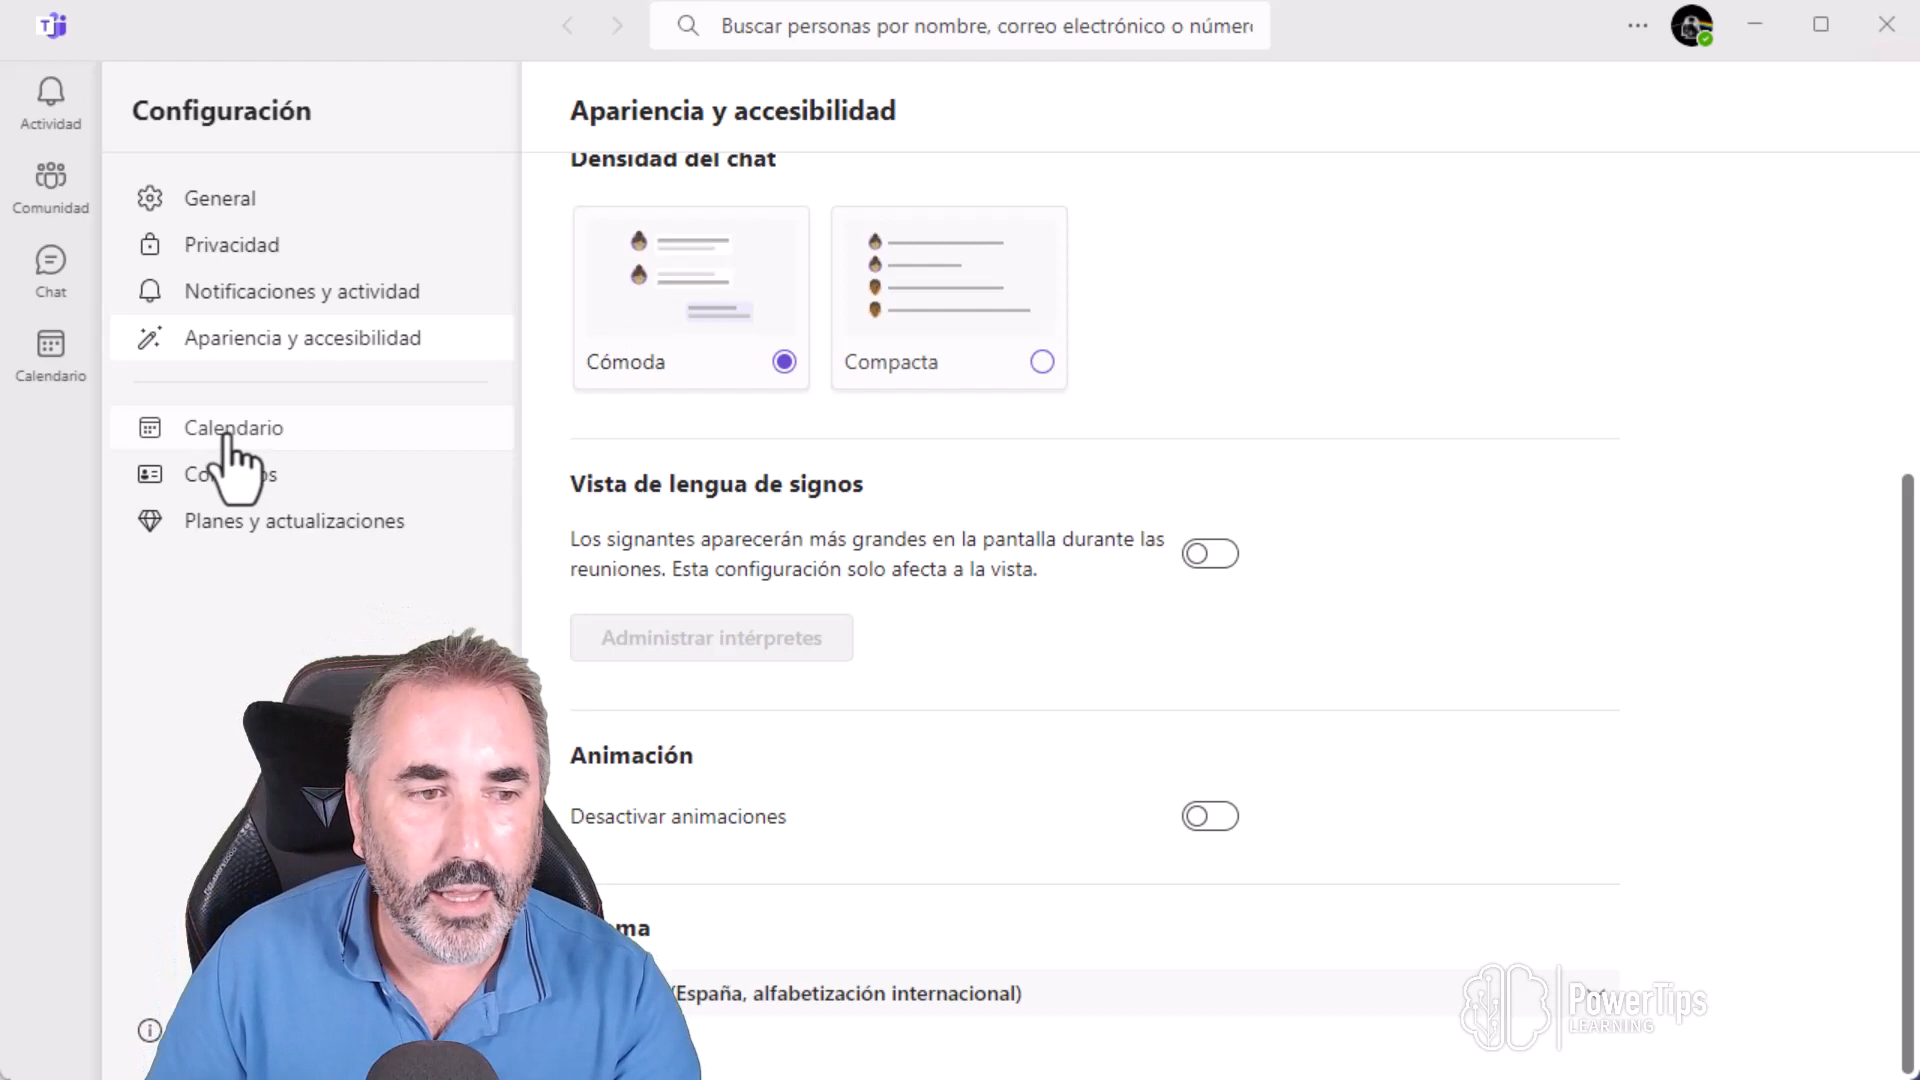 Buscar personas por nombre, correo electrónico o númer
Actividad
Comunidad
Chat
Calendario
Configuración
General
Privacidad
Notificaciones y actividad
Apariencia y accesibilidad
Calendario
Planes y actualizaciones
Apariencia y accesibilidad
Densidad del chat
Cómoda
Compacta
Vista de lengua de signos
Los signantes aparecerán más grandes en la pantalla durante las
reuniones. Esta configuración solo afecta a la vista.
Administrar intérpretes
Animación
Desactivar animaciones
(España, alfabetización internacional)
PowerTips
LEARNING